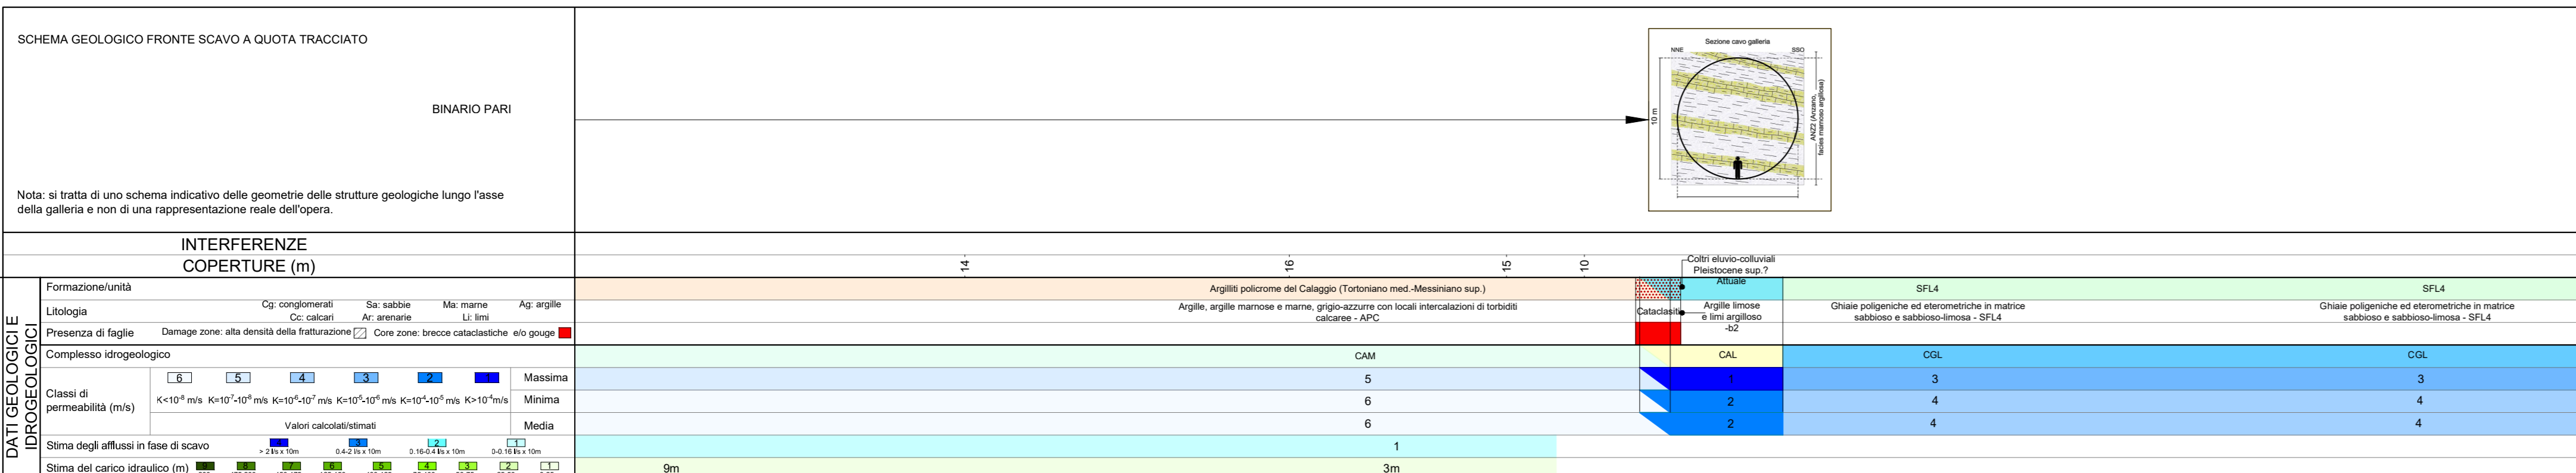 SCHEMA GEOLOGICO FRONTE SCAVO A QUOTA TRACCIATO
BINARIO PARI
Nota: si tratta di uno schema indicativo delle geometrie delle strutture geologiche lungo l'asse
della galleria e non di una rappresentazione reale dell'opera.
Sezione cavo galleria
NNE SSO
10 m
ANZ2 (Anzano,
facies marnoso argillosa)
INTERFERENZE
COPERTURE (m)
14 16 15 10
Coltri eluvio-colluviali
Pleistocene sup.?
Attuale
DATI GEOLOGICI E
IDROGEOLOGICI
Formazione/unità
Argilliti policrome del Calaggio (Tortoniano med.-Messiniano sup.)
SFL4 SFL4
Litologia
Cg: conglomerati Sa: sabbie Ma: marne Ag: argille
Cc: calcari Ar: arenarie Li: limi
Argille, argille marnose e marne, grigio-azzurre con locali intercalazioni di torbiditi
calcaree - APC
Cataclasiti
Argille limose
e limi argilloso
-b2
Ghiaie poligeniche ed eterometriche in matrice
sabbioso e sabbioso-limosa - SFL4
Ghiaie poligeniche ed eterometriche in matrice
sabbioso e sabbioso-limosa - SFL4
Presenza di faglie
Damage zone: alta densità della fratturazione Core zone: brecce cataclastiche e/o gouge
Complesso idrogeologico
CAM CAL CGL CGL
Classi di
permeabilità (m/s)
6 5 4 3 2 1
K<10-8 m/s K=10-7-10-8 m/s K=10-6-10-7 m/s K=10-5-10-6 m/s K=10-4-10-5 m/s K>10-4m/s
Valori calcolati/stimati
Massima
5 1 3 3
Minima
6 2 4 4
Media
6 2 4 4
Stima degli afflussi in fase di scavo
3 2 1
> 2 l/s x 10m 0.4-2 l/s x 10m 0.16-0.4 l/s x 10m 0-0.16 l/s x 10m
1
Stima del carico idraulico (m)
9 8 7 6 5 4 3 2 1
9m 3m